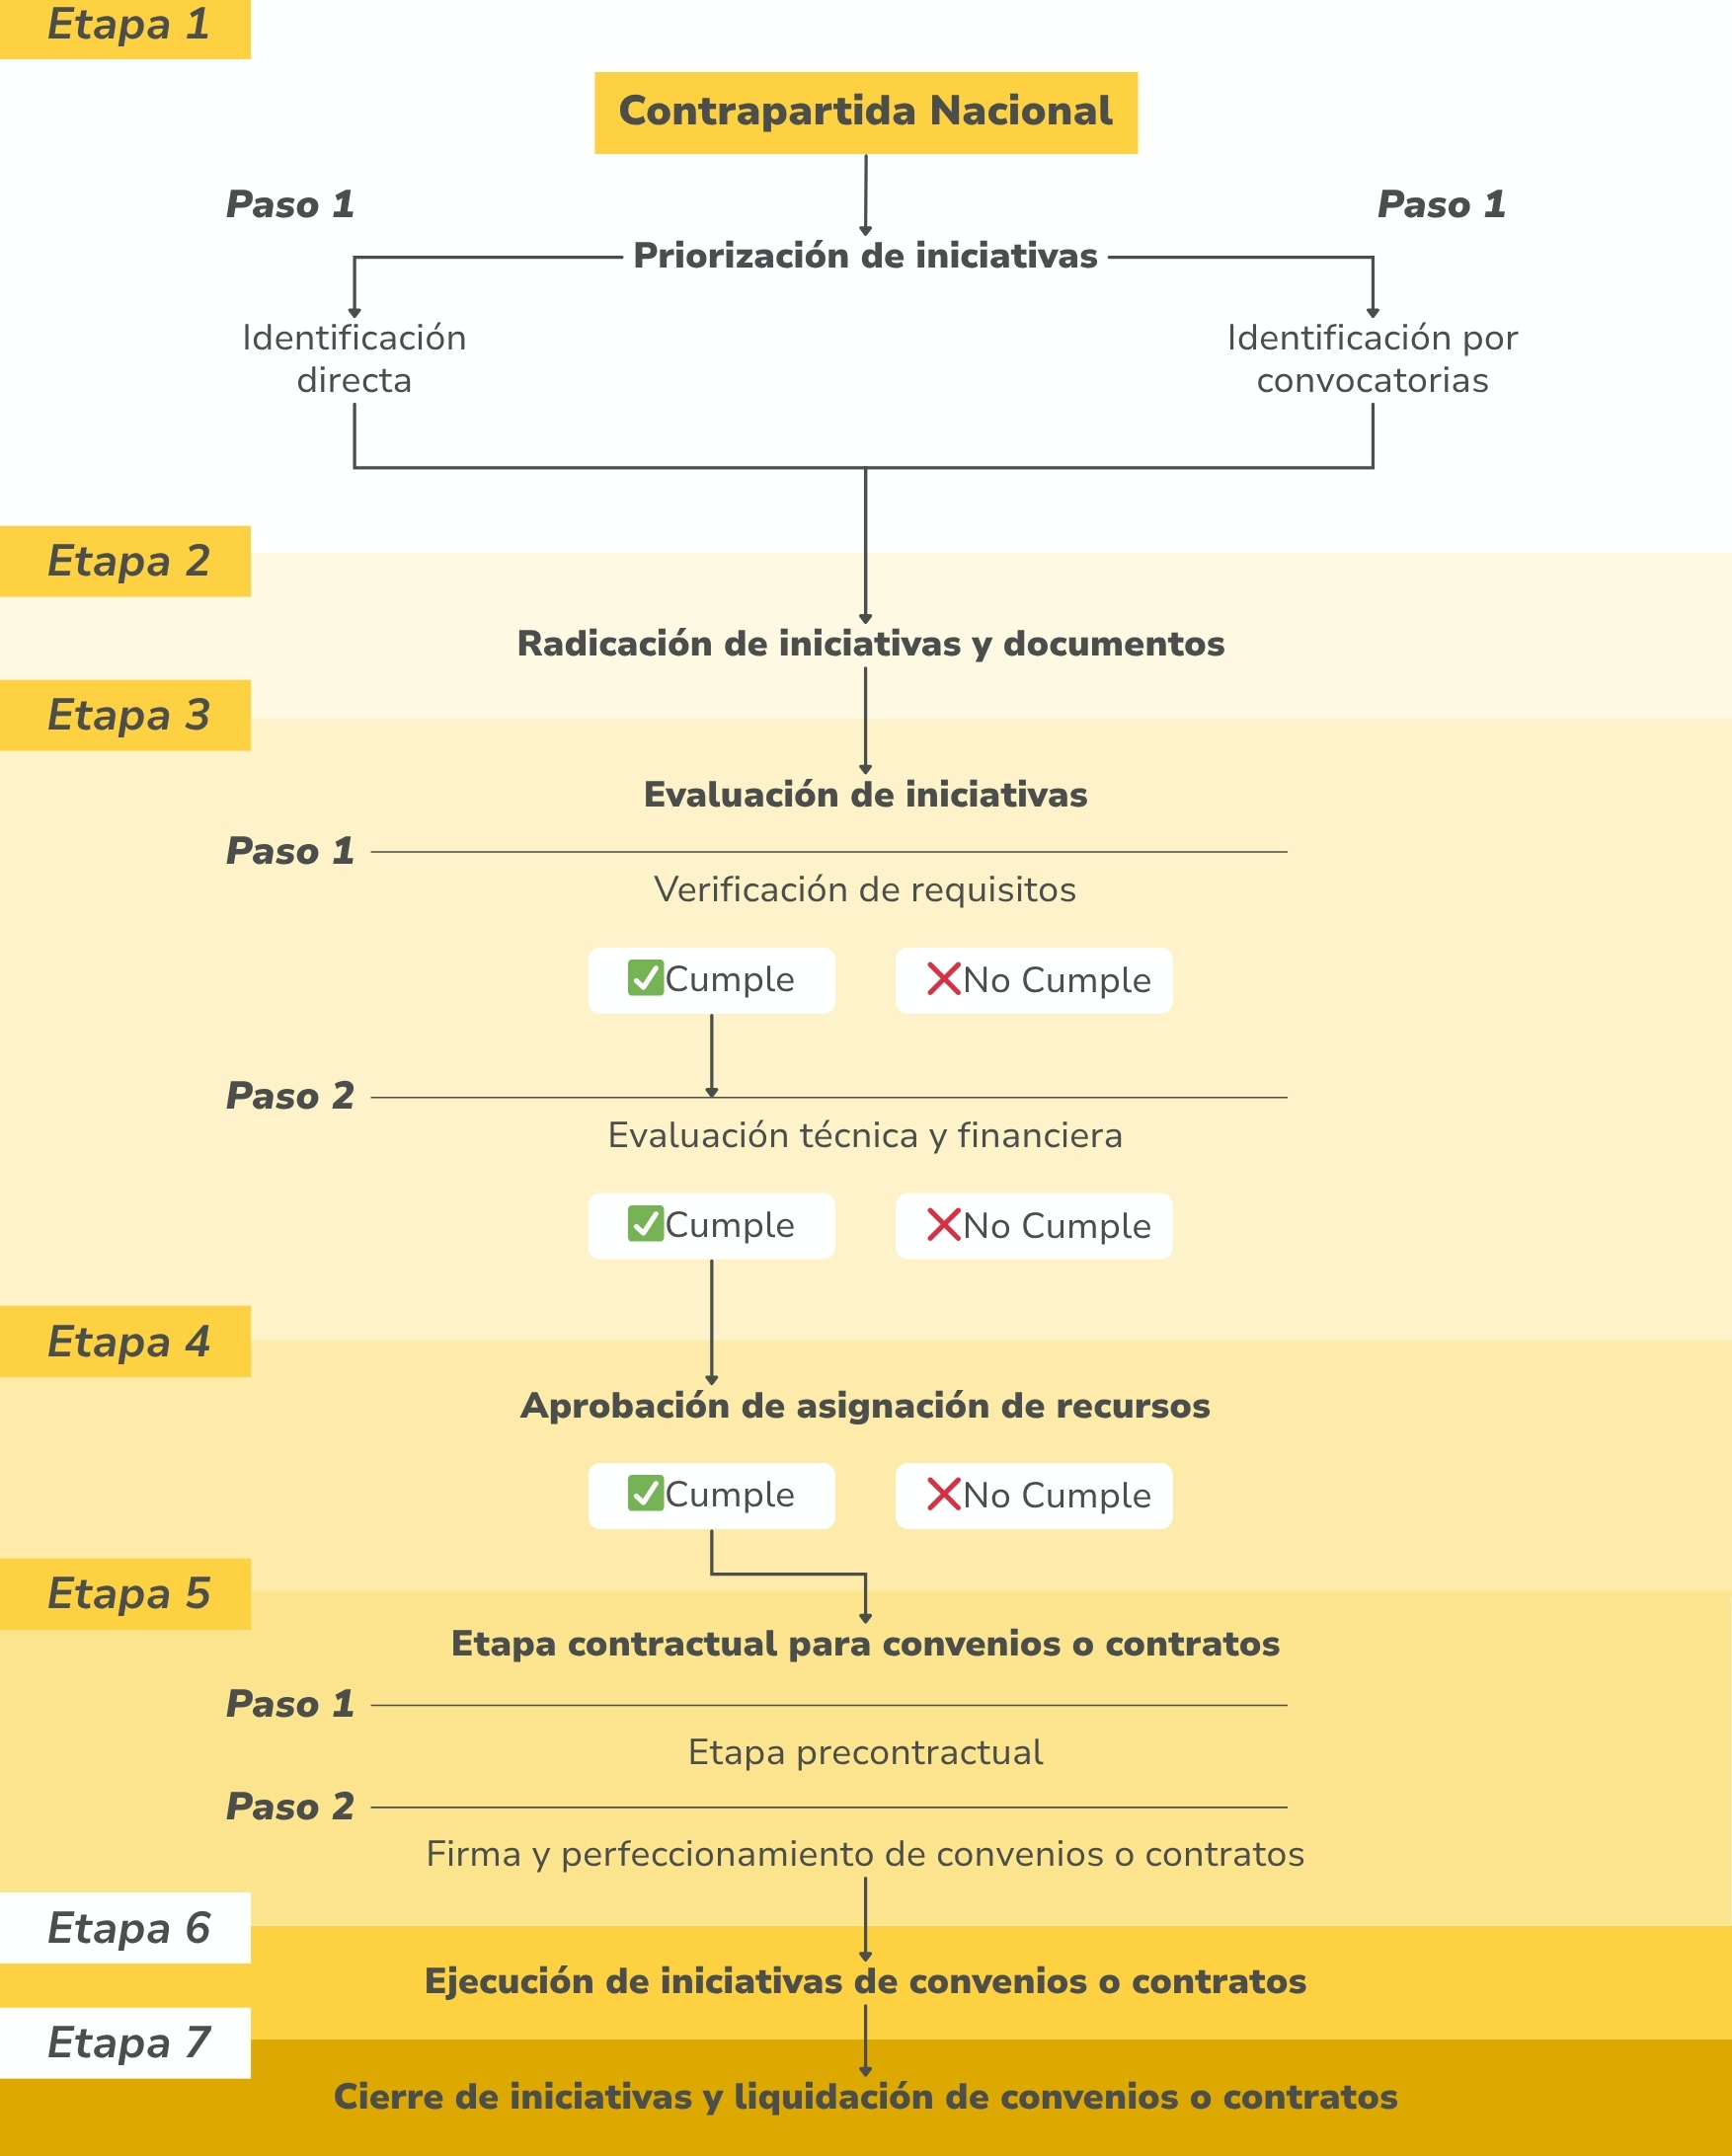 Etapa 1
Contrapartida Nacional
Paso 1
Paso 1
Priorización de iniciativas
Identificación
directa
Identificación por
convocatorias
Etapa 2
Radicación de iniciativas y documentos
Etapa 3
Evaluación de iniciativas
Paso 1
Verificación de requisitos
✅Cumple
❌No Cumple
Paso 2
Evaluación técnica y financiera
✅Cumple
❌No Cumple
Etapa 4
Aprobación de asignación de recursos
✅Cumple
❌No Cumple
Etapa 5
Etapa contractual para convenios o contratos
Paso 1
Etapa precontractual
Paso 2
Firma y perfeccionamiento de convenios o contratos
Etapa 6
Ejecución de iniciativas de convenios o contratos
Etapa 7
Cierre de iniciativas y liquidación de convenios o contratos